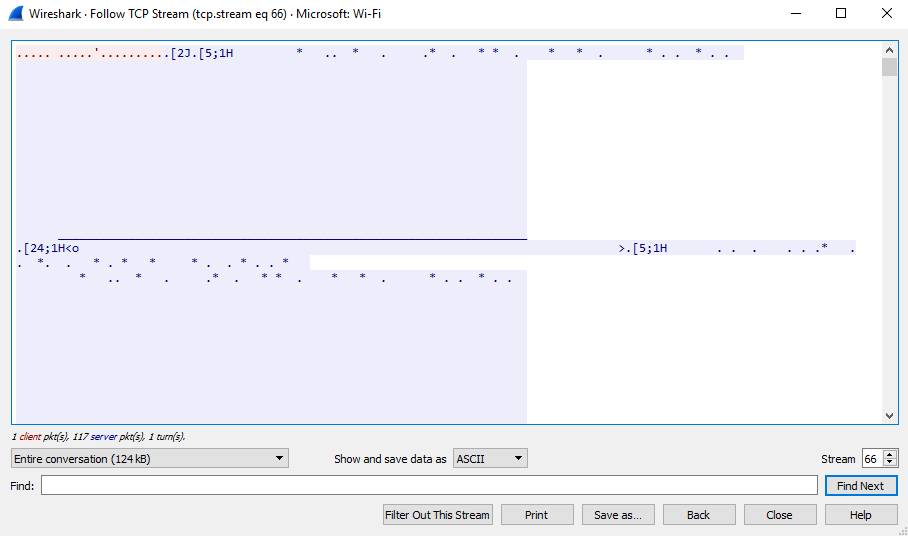 Wireshark · Follow TCP Stream (tcp.stream eq 66) · Microsoft: Wi-Fi
..... .....'..........[2J.[5;1H         *   ..  *   .     .*  .   * *  .    *   *  .      *. .  * . .
_____________________________________________________________________
.[24;1H<o                                                                             >.[5;1H       . .  .    . . .*   .
.  *.  .   * . *   *     * .  . * . . *
*   ..  *   .     .*  .   * *  .    *   *  .      * . .  * . .
1 client pkt(s), 117 server pkt(s), 1 turn(s).
Entire conversation (124 kB)
Show and save data as
ASCII
Stream
66
Find:
Find Next
Filter Out This Stream
Print
Save as...
Back
Close
Help